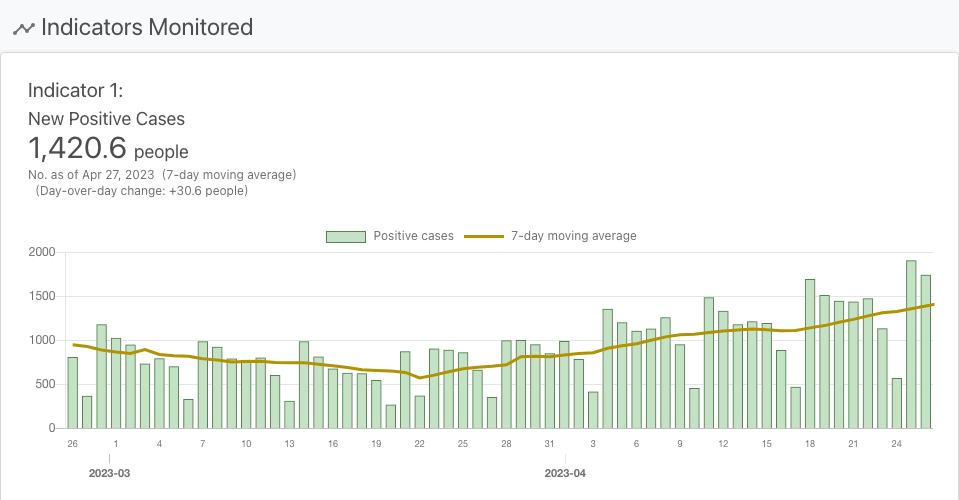 Indicators Monitored
Indicator 1:
New Positive Cases
1,420.6 people
No. as of Apr 27, 2023 (7-day moving average)
(Day-over-day change: +30.6 people)
Positive cases 7-day moving average
2000
1500
1000
500
0
26 1 4 7 10 13 16 19 22 25 28 31 3 6 9 12 15 18 21 24
2023-03 2023-04